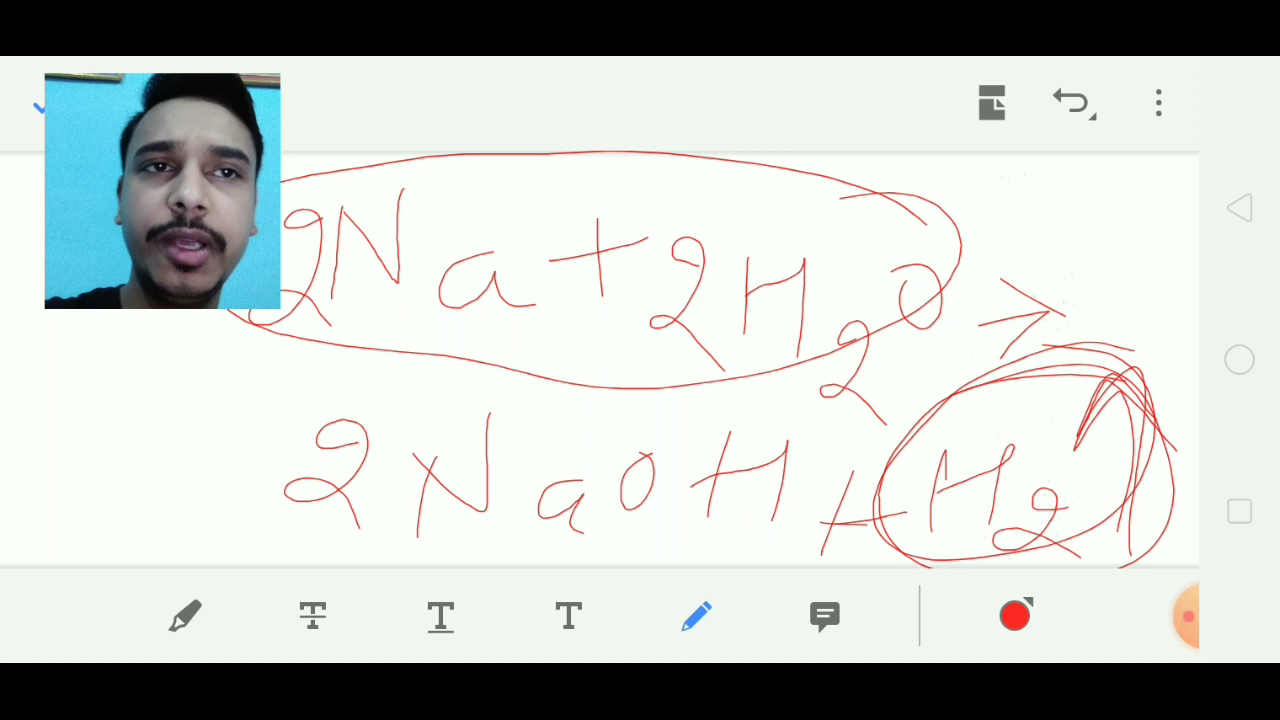 2Na + 2H2O →
2NaOH + H2↑